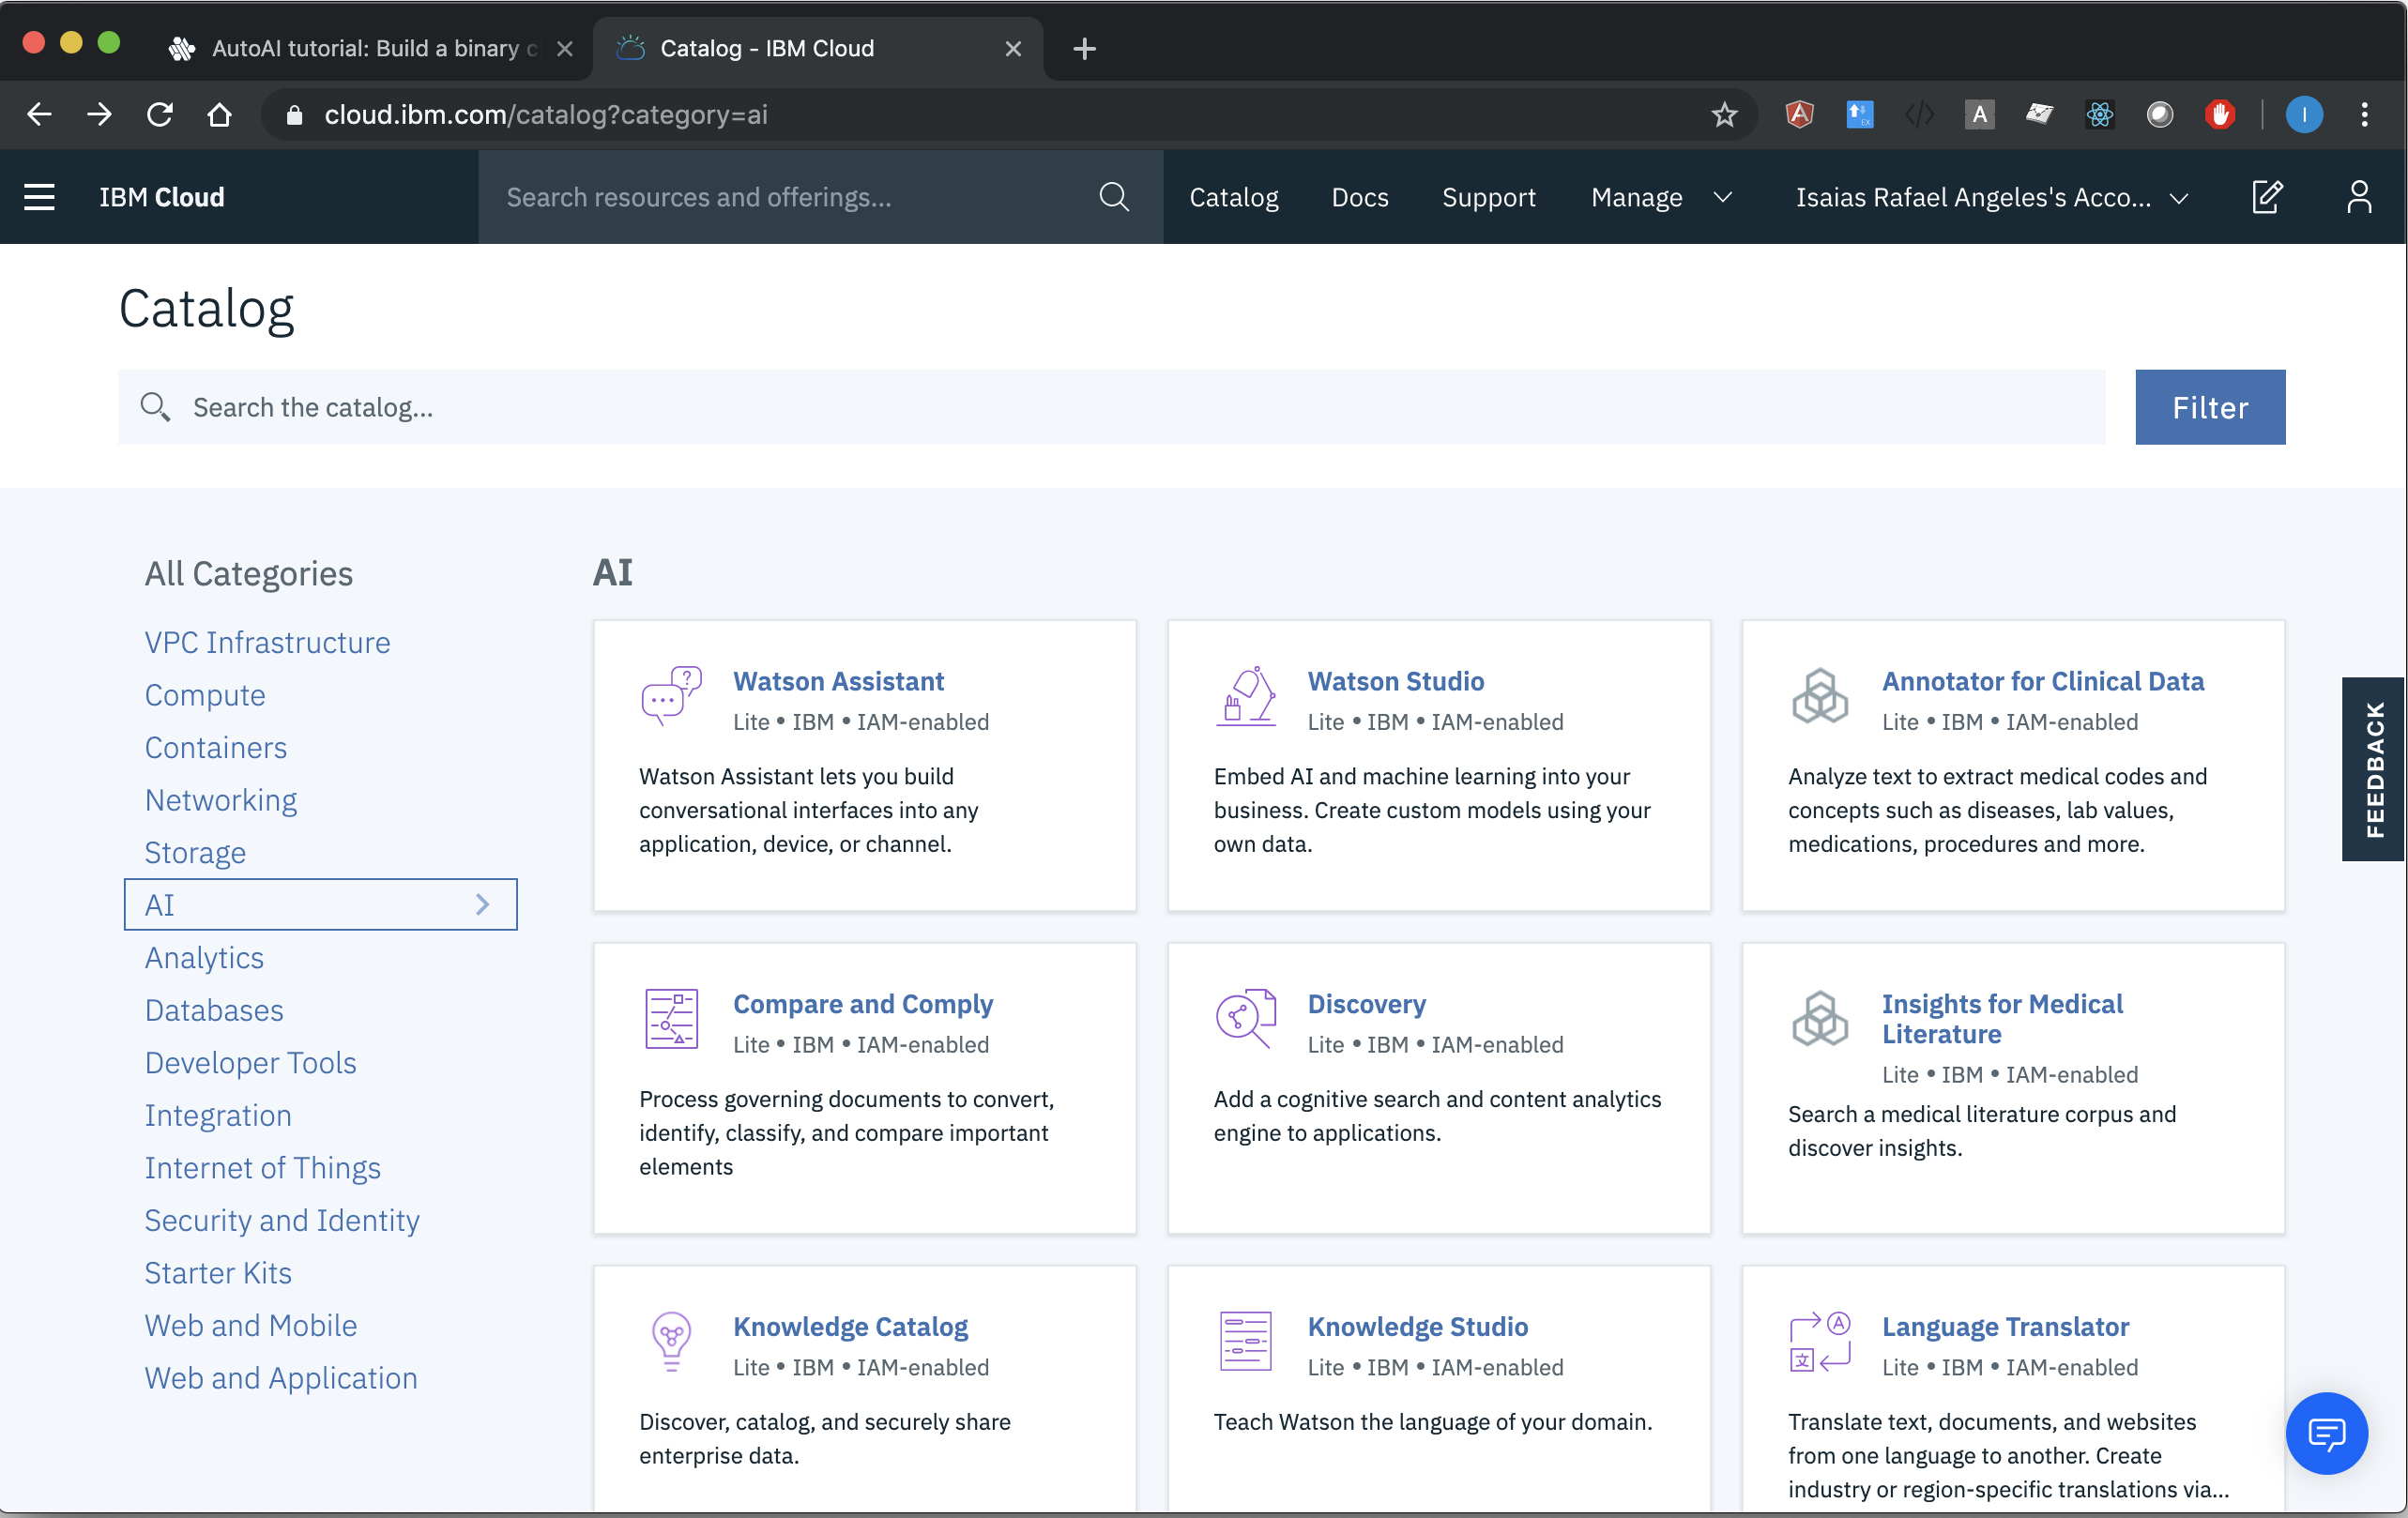 AutoAI tutorial: Build a binary c
Catalog - IBM Cloud
cloud.ibm.com/catalog?category=ai
IBM Cloud
Search resources and offerings...
Catalog
Docs
Support
Manage
Isaias Rafael Angeles's Acco...
Catalog
Search the catalog...
Filter
All Categories
VPC Infrastructure
Compute
Containers
Networking
Storage
AI
Analytics
Databases
Developer Tools
Integration
Internet of Things
Security and Identity
Starter Kits
Web and Mobile
Web and Application
AI
Watson Assistant
Lite • IBM • IAM-enabled
Watson Assistant lets you build
conversational interfaces into any
application, device, or channel.
Watson Studio
Lite • IBM • IAM-enabled
Embed AI and machine learning into your
business. Create custom models using your
own data.
Annotator for Clinical Data
Lite • IBM • IAM-enabled
Analyze text to extract medical codes and
concepts such as diseases, lab values,
medications, procedures and more.
Compare and Comply
Lite • IBM • IAM-enabled
Process governing documents to convert,
identify, classify, and compare important
elements
Discovery
Lite • IBM • IAM-enabled
Add a cognitive search and content analytics
engine to applications.
Insights for Medical
Literature
Lite • IBM • IAM-enabled
Search a medical literature corpus and
discover insights.
Knowledge Catalog
Lite • IBM • IAM-enabled
Discover, catalog, and securely share
enterprise data.
Knowledge Studio
Lite • IBM • IAM-enabled
Teach Watson the language of your domain.
Language Translator
Lite • IBM • IAM-enabled
Translate text, documents, and websites
from one language to another. Create
industry or region-specific translations via...
FEEDBACK